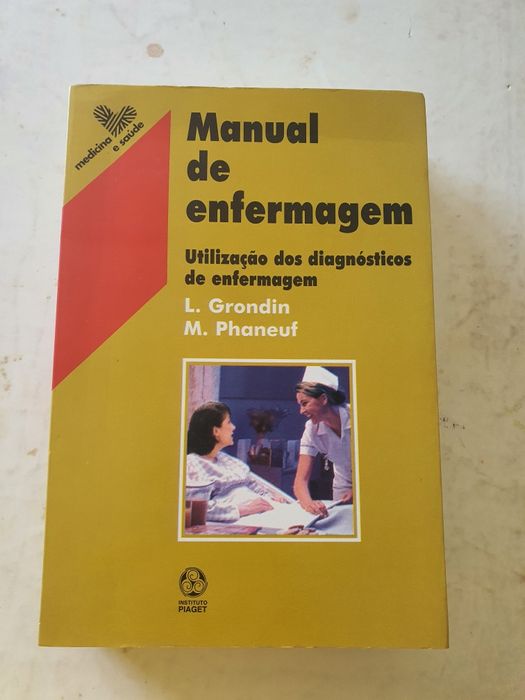 medicina e saúde
Manual
de
enfermagem
Utilização dos diagnósticos
de enfermagem
L. Grondin
M. Phaneuf
INSTITUTO
PIAGET